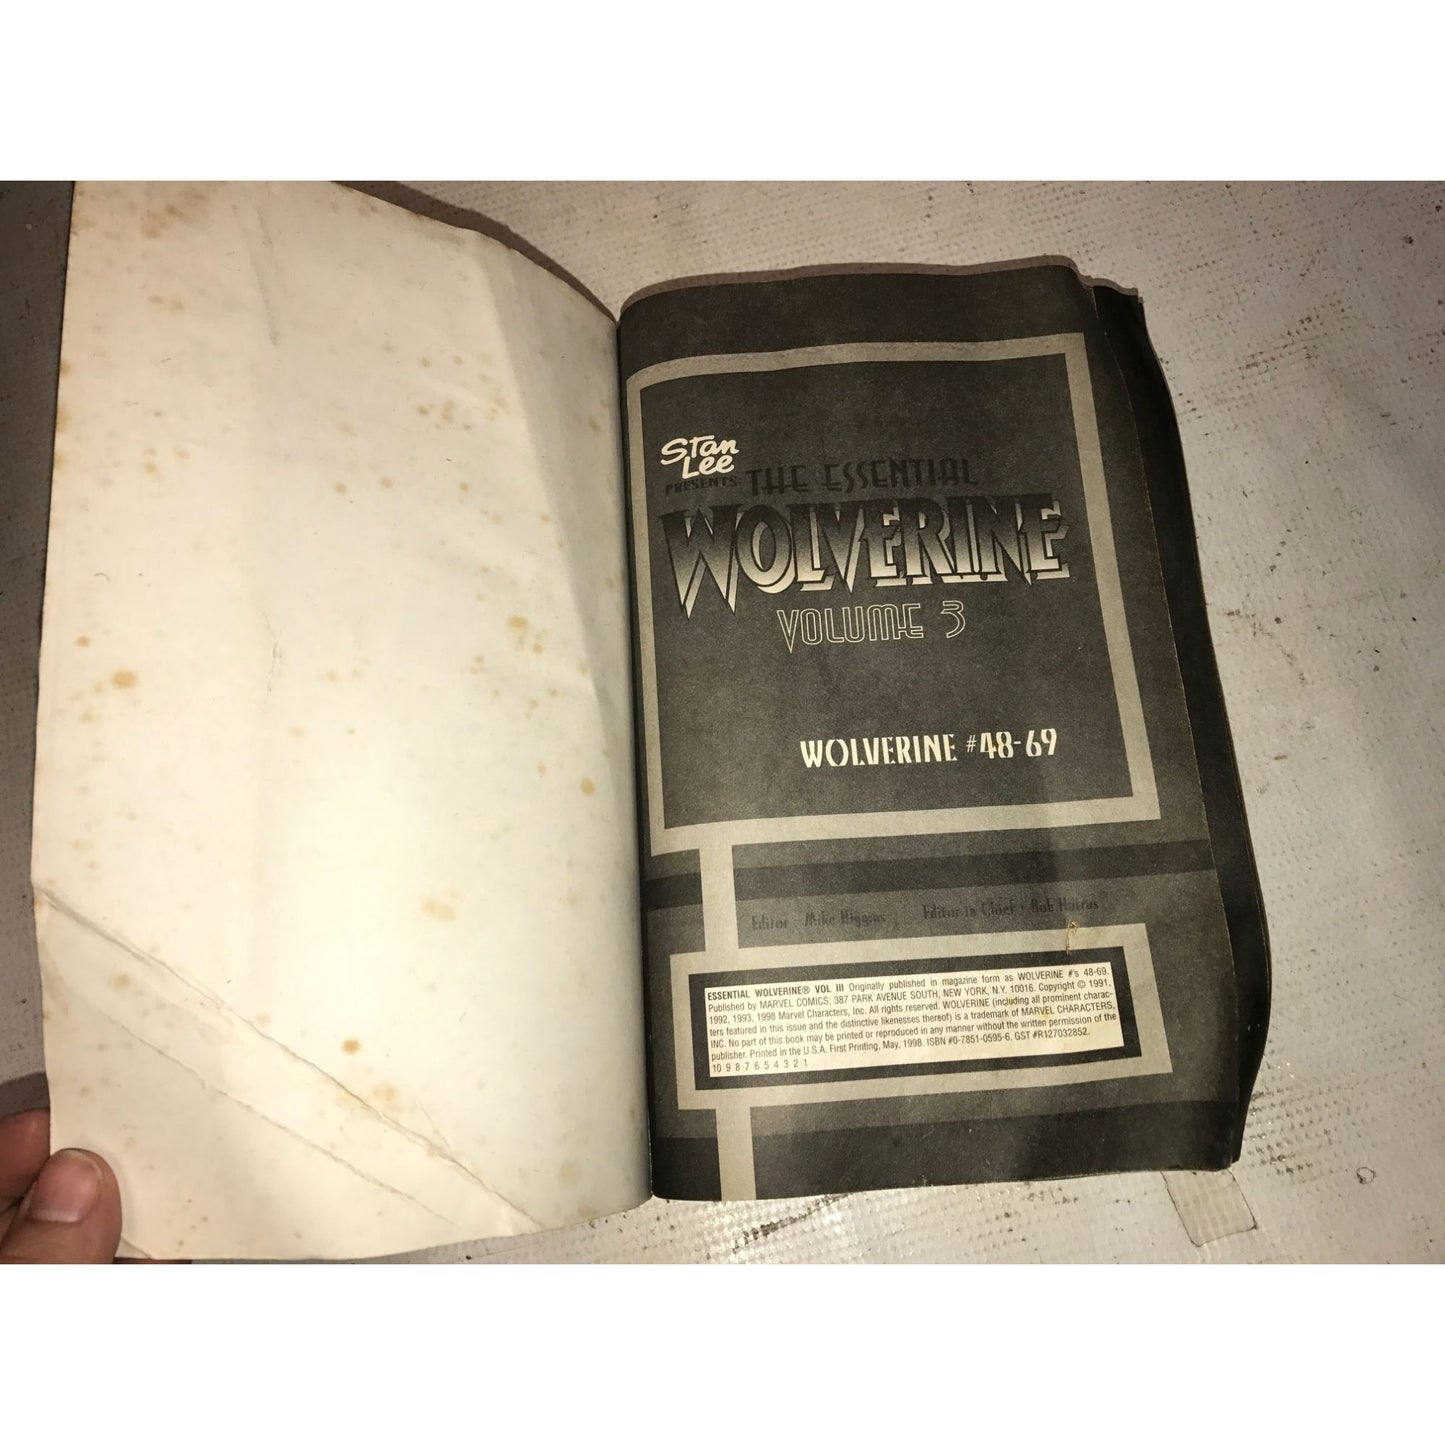 Stan
Lee
PRESENTS: THE ESSENTIAL
WOLVERINE
VOLUME 3
WOLVERINE #48-69
Editor : Mike Higgins Editor in Chief : Bob Harras
ESSENTIAL WOLVERINE® VOL III Originally published in magazine form as WOLVERINE #'s 48-69.
Published by MARVEL COMICS; 387 PARK AVENUE SOUTH, NEW YORK, N.Y. 10016. Copyright © 1991,
1992, 1993, 1998 Marvel Characters, Inc. All rights reserved. WOLVERINE (including all prominent charac-
ters featured in this issue and the distinctive likenesses thereof) is a trademark of MARVEL CHARACTERS,
INC. No part of this book may be printed or reproduced in any manner without the written permission of the
publisher. Printed in the U.S.A. First Printing, May, 1998. ISBN #0-7851-0595-6. GST #R127032852.
10 9 8 7 6 5 4 3 2 1